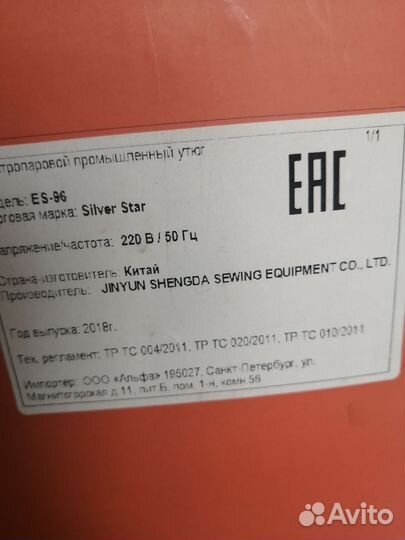 тропаровой промышленный утюг
1/1
EAC
дель: ES-96
рговая марка: Silver Star
апряжение/частота: 220 В / 50 Гц
Страна-изготовитель: Китай
Производитель: JINYUN SHENGDA SEWING EQUIPMENT CO., LTD.
Год выпуска: 2018г.
Тех. регламент: ТР ТС 004/2011, ТР ТС 020/2011, ТР ТС 010/2011
Импортер: ООО «Альфа» 195027, Санкт-Петербург, ул.
Магнитогорская д.11, лит.Б, пом. 1-н, комн.56
Avito